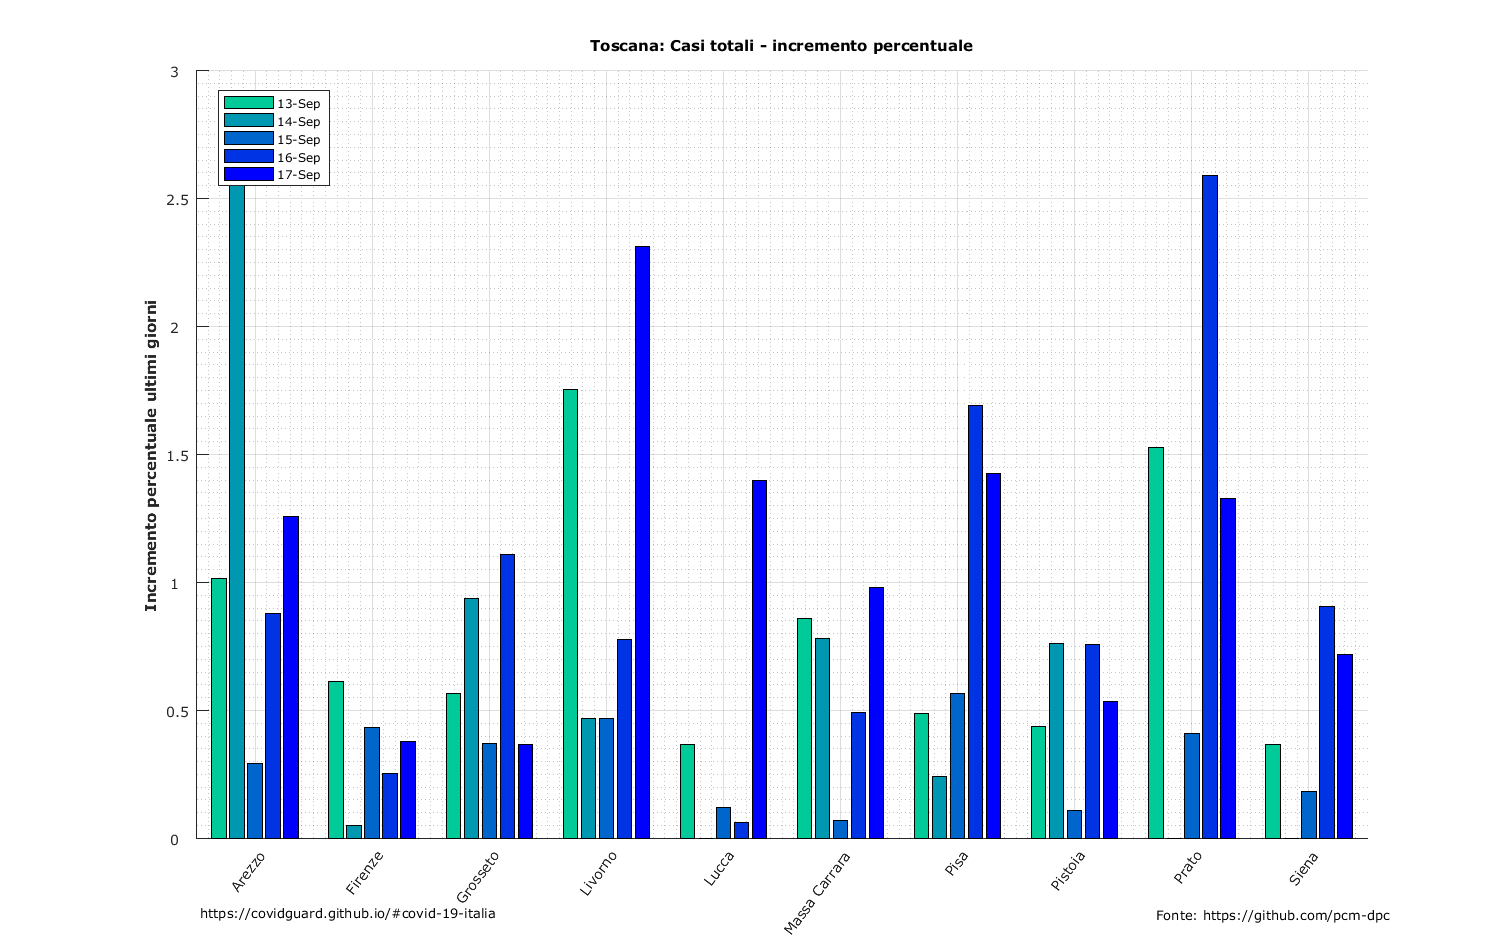 Toscana: Casi totali - incremento percentuale
Incremento percentuale ultimi giorni
3
2.5
2
1.5
1
0.5
0
13-Sep
14-Sep
15-Sep
16-Sep
17-Sep
Arezzo
Firenze
Grosseto
Livorno
Lucca
Massa Carrara
Pisa
Pistoia
Prato
Siena
https://covidguard.github.io/#covid-19-italia
Fonte: https://github.com/pcm-dpc